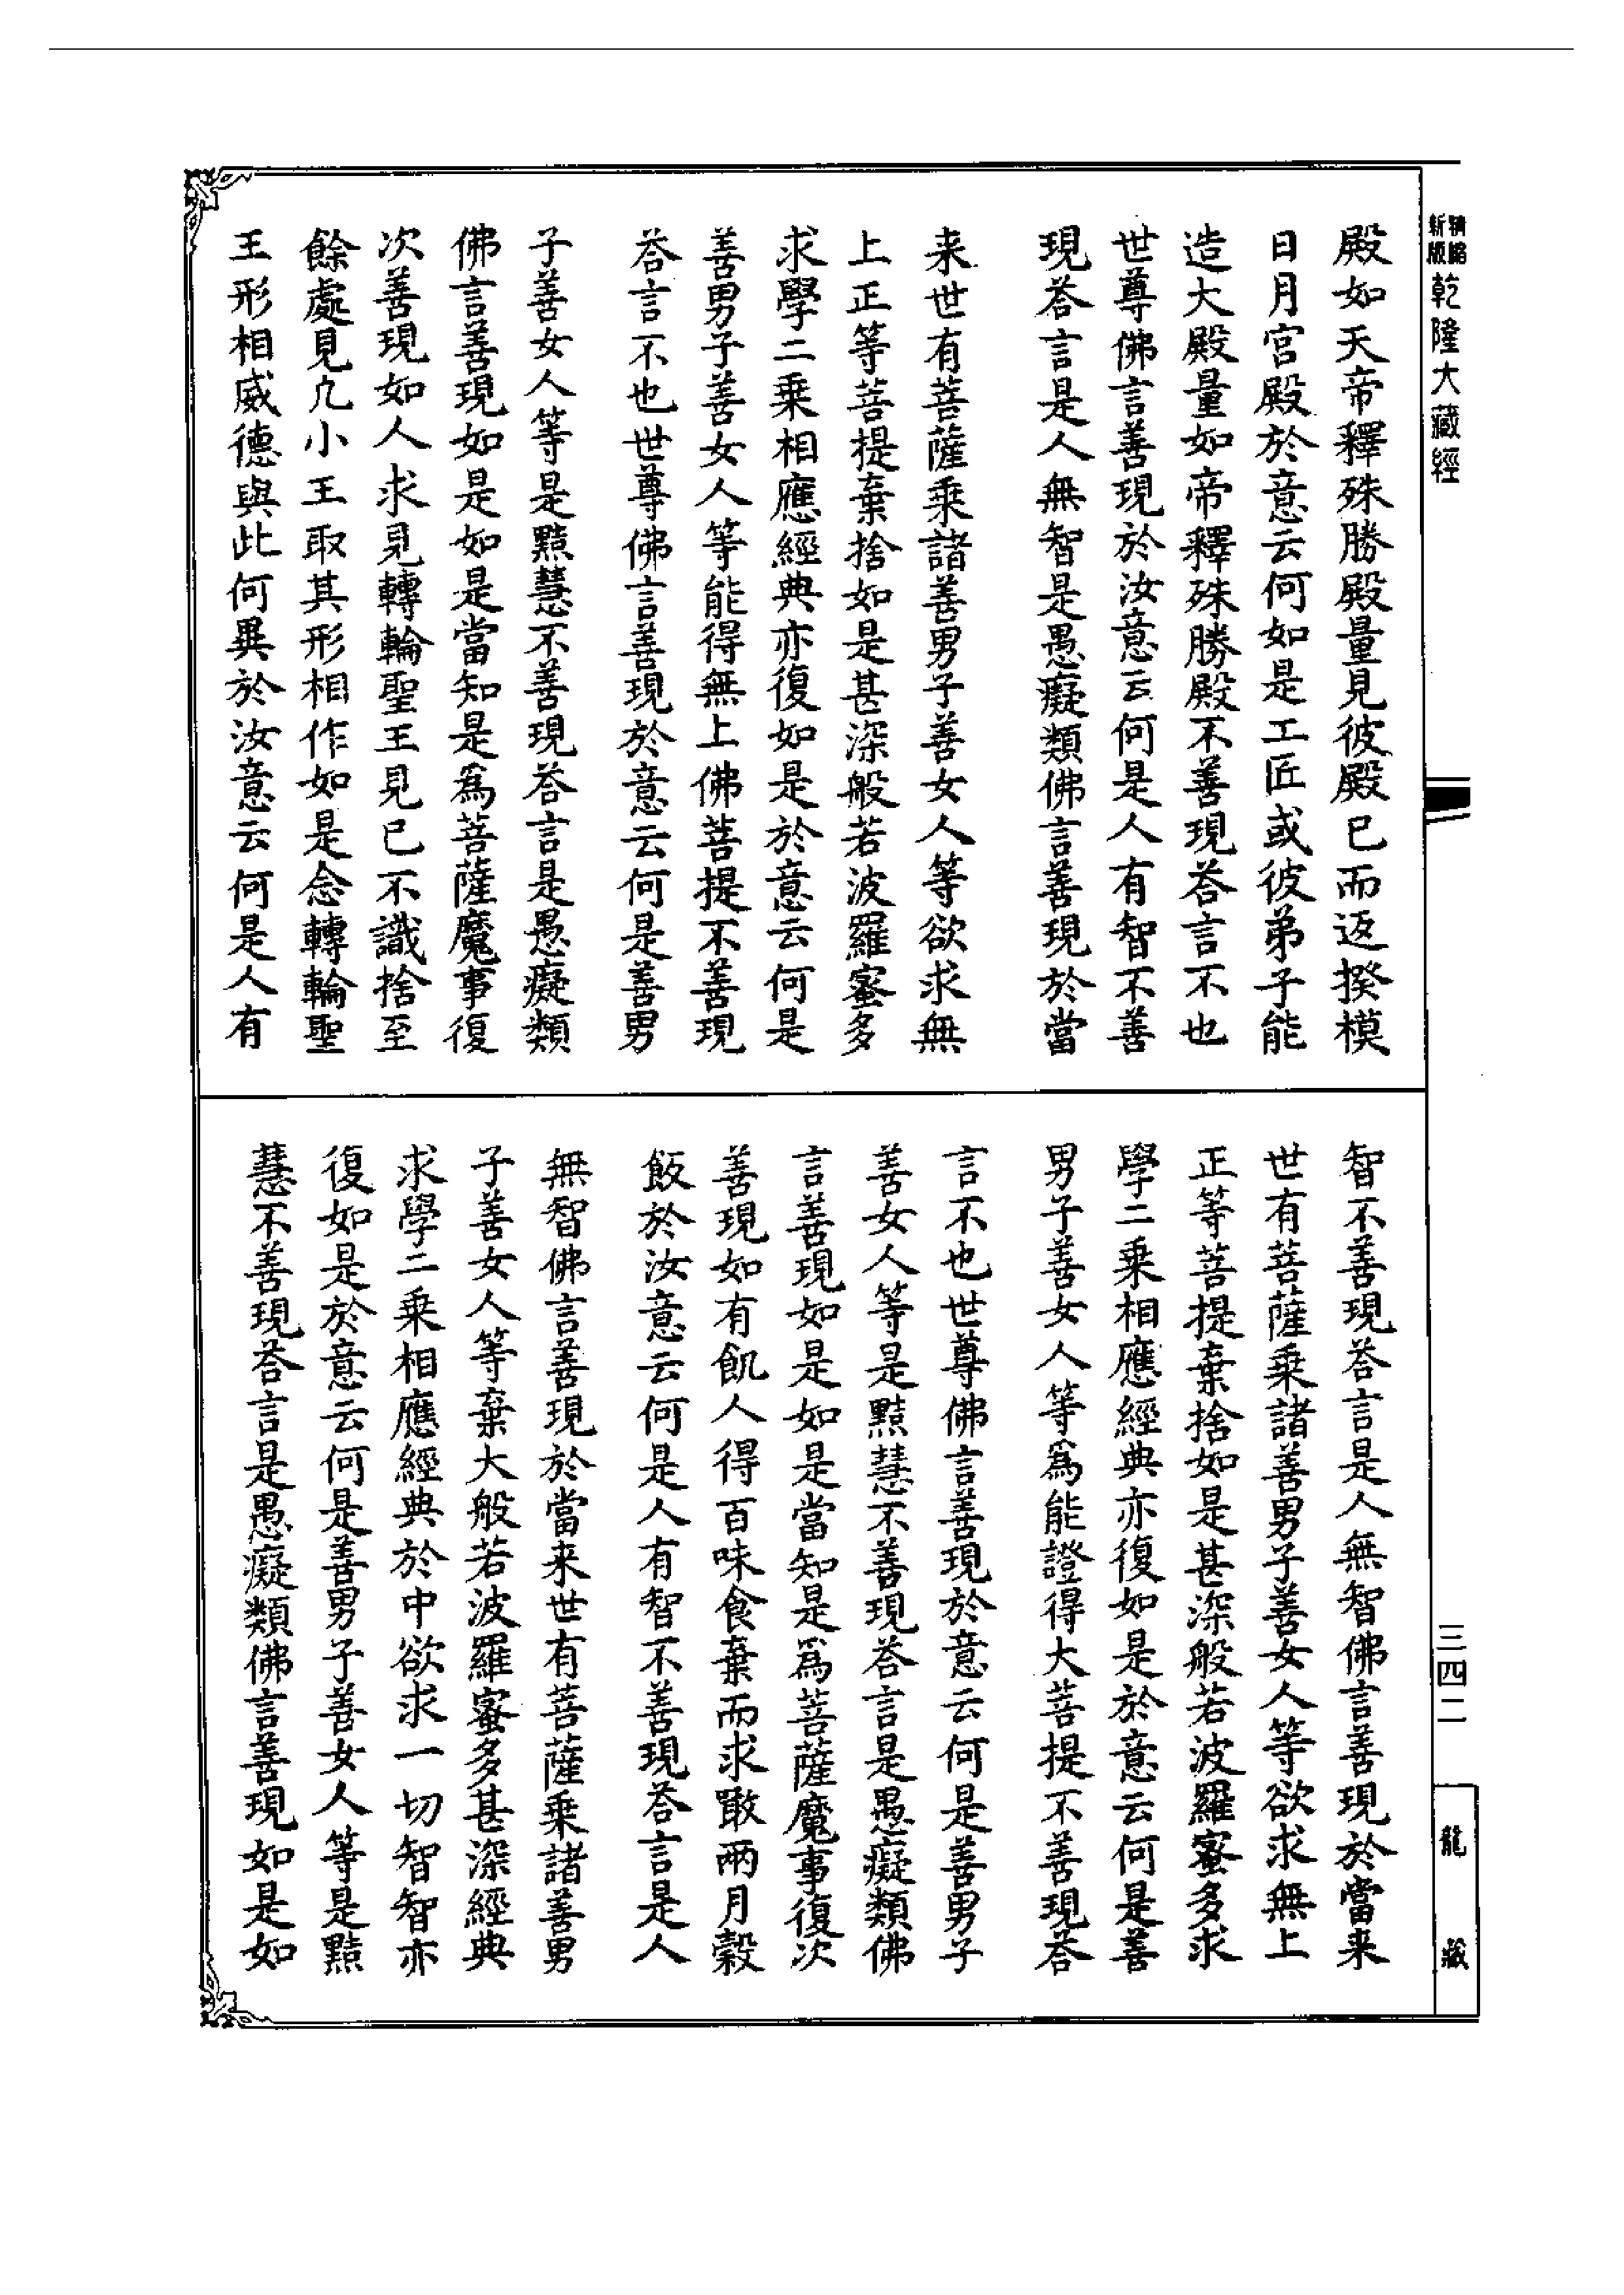 新版
精縮
乾隆大藏經
殿如天帝釋殊勝殿量見彼殿已而返揆模
日月宮殿於意云何如是工匠或彼弟子能
造大殿量如帝釋殊勝殿不善現荅言不也
世尊佛言善現於汝意云何是人有智不善
現荅言是人無智是愚癡類佛言善現於當
来世有菩薩乘諸善男子善女人等欲求無
上正等菩提棄捨如是甚深般若波羅蜜多
求學二乘相應經典亦復如是於意云何是
善男子善女人等能得無上佛菩提不善現
荅言不也世尊佛言善現於意云何是善男
子善女人等是黠慧不善現荅言是愚癡類
佛言善現如是如是當知是爲菩薩魔事復
次善現如人求見轉輪聖王見已不識捨至
餘處見凢小王取其形相作如是念轉輪聖
王形相威德與此何異於汝意云何是人有
智不善現荅言是人無智佛言善現於當来
世有菩薩乘諸善男子善女人等欲求無上
正等菩提棄捨如是甚深般若波羅蜜多求
學二乘相應經典亦復如是於意云何是善
男子善女人等爲能證得大菩提不善現荅
言不也世尊佛言善現於意云何是善男子
善女人等是黠慧不善現荅言是愚癡類佛
言善現如是如是當知是爲菩薩魔事復次
善現如有飢人得百味食棄而求噉兩月穀
飯於汝意云何是人有智不善現荅言是人
無智佛言善現於當来世有菩薩乘諸善男
子善女人等棄大般若波羅蜜多甚深經典
求學二乘相應經典於中欲求一切智智亦
復如是於意云何是善男子善女人等是黠
慧不善現荅言是愚癡類佛言善現如是如
三四二
龍藏